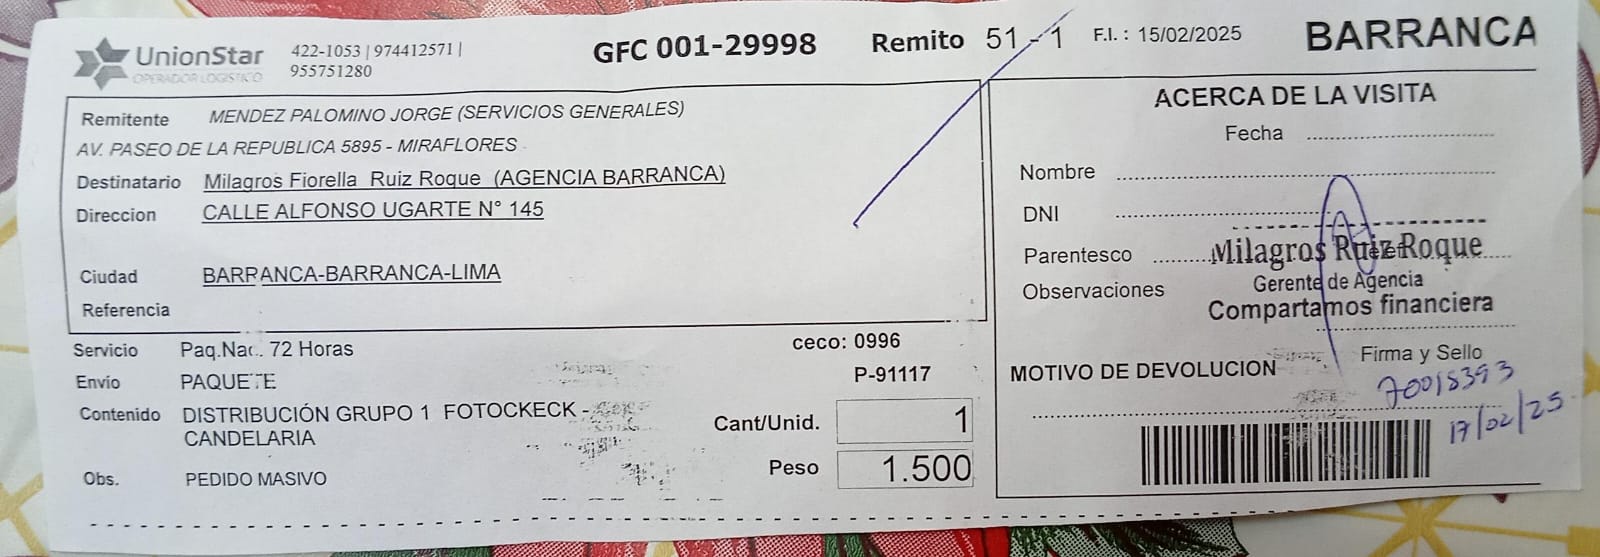 UnionStar
OPERADOR LOGISTICO
422-1053 | 974412571 |
955751280
GFC 001-29998
Remito 51-1
F.I. : 15/02/2025
BARRANCA
Remitente MENDEZ PALOMINO JORGE (SERVICIOS GENERALES)
AV. PASEO DE LA REPUBLICA 5895 - MIRAFLORES
Destinatario Milagros Fiorella Ruiz Roque (AGENCIA BARRANCA)
Direccion CALLE ALFONSO UGARTE N° 145
Ciudad BARRANCA-BARRANCA-LIMA
Referencia
Servicio Paq.Nac. 72 Horas
ceco: 0996
Envío PAQUETE
P-91117
Contenido DISTRIBUCIÓN GRUPO 1 FOTOCKECK -
CANDELARIA
Cant/Unid. 1
Peso 1.500
Obs. PEDIDO MASIVO
ACERCA DE LA VISITA
Fecha
Nombre
DNI
Parentesco
Milagros Ruiz Roque
Gerente de Agencia
Observaciones
Compartamos financiera
Firma y Sello
MOTIVO DE DEVOLUCION
70018393
17/02/25